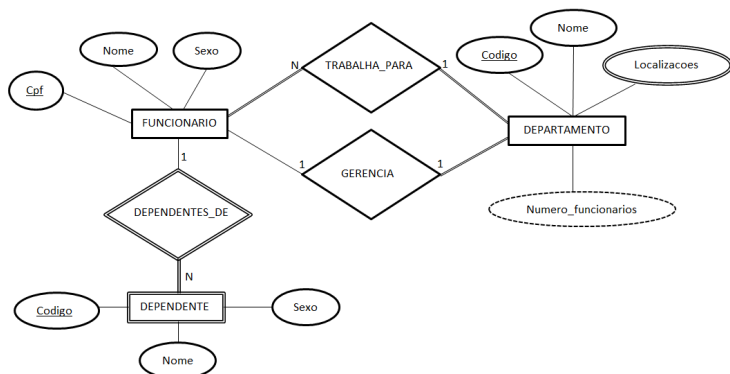 Nome
Sexo
Cpf
FUNCIONARIO
N
TRABALHA_PARA
1
Codigo
Nome
Localizacoes
DEPARTAMENTO
1
GERENCIA
1
Numero_funcionarios
1
DEPENDENTES_DE
N
Codigo
DEPENDENTE
Sexo
Nome